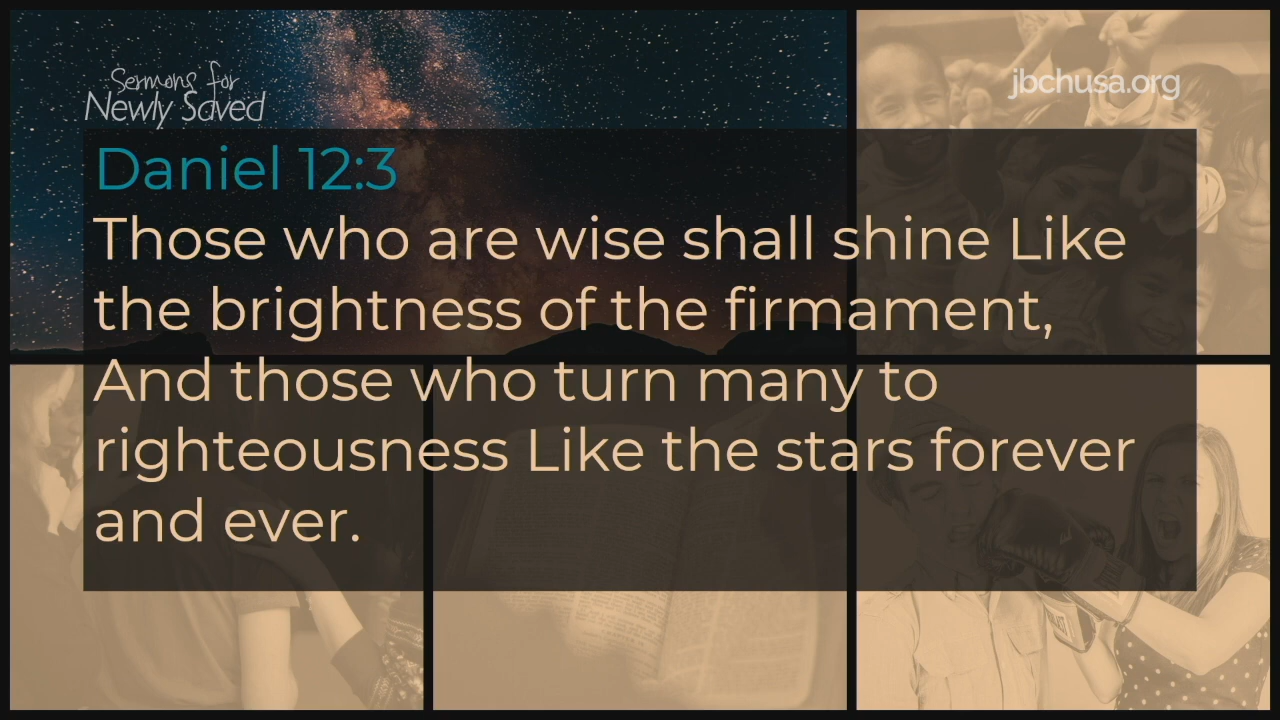 Sermons for
Newly Saved
jbchusa.org
Daniel 12:3
Those who are wise shall shine Like
the brightness of the firmament,
And those who turn many to
righteousness Like the stars forever
and ever.